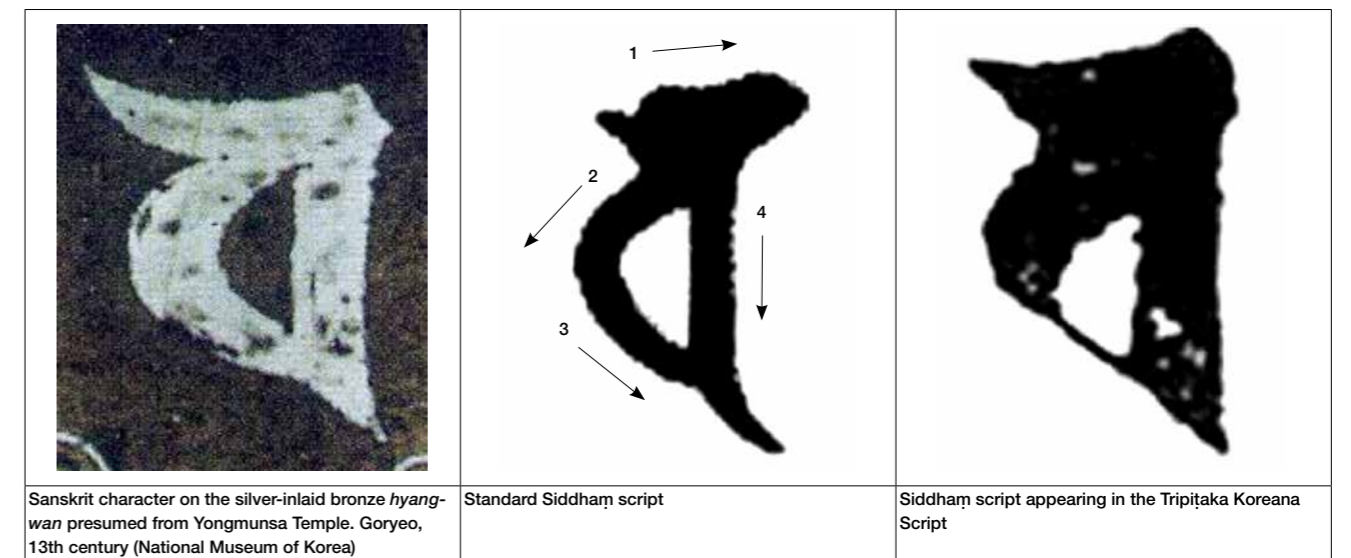 1
2
4
3
Sanskrit character on the silver-inlaid bronze hyang-
wan presumed from Yongmunsa Temple. Goryeo,
13th century (National Museum of Korea)
Standard Siddhaṃ script
Siddhaṃ script appearing in the Tripiṭaka Koreana
Script